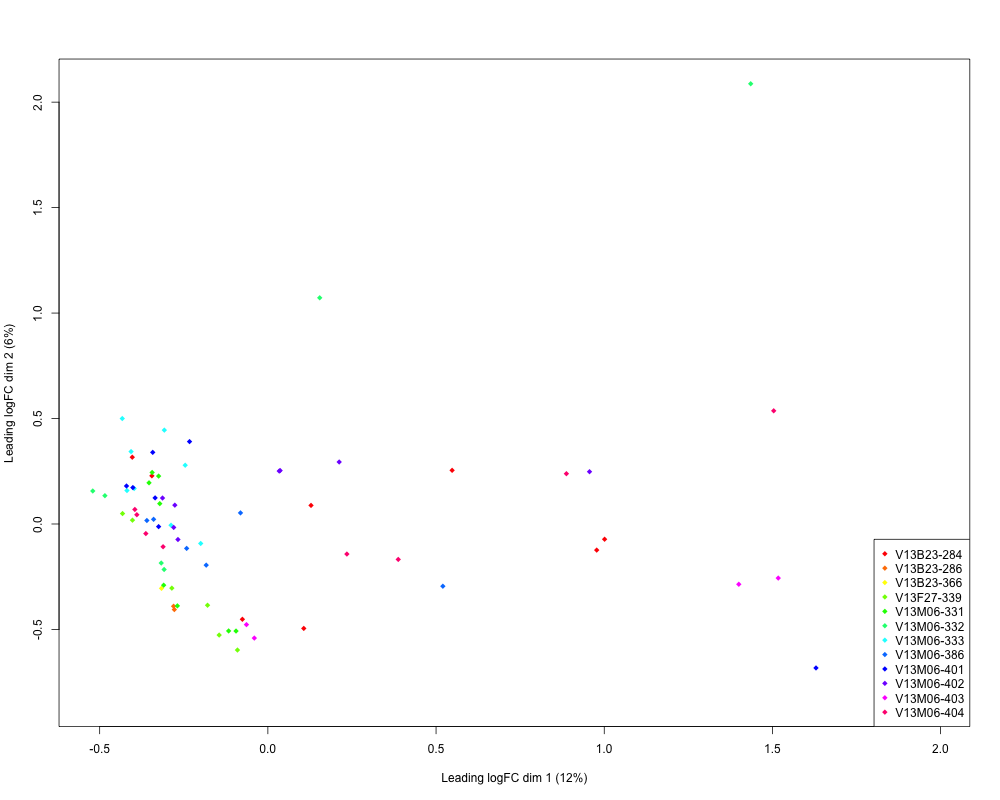 2.0
1.5
1.0
0.5
0.0
-0.5
Leading logFC dim 2 (6%)
-0.5 0.0 0.5 1.0 1.5 2.0
Leading logFC dim 1 (12%)
V13B23-284
V13B23-286
V13B23-366
V13F27-339
V13M06-331
V13M06-332
V13M06-333
V13M06-386
V13M06-401
V13M06-402
V13M06-403
V13M06-404